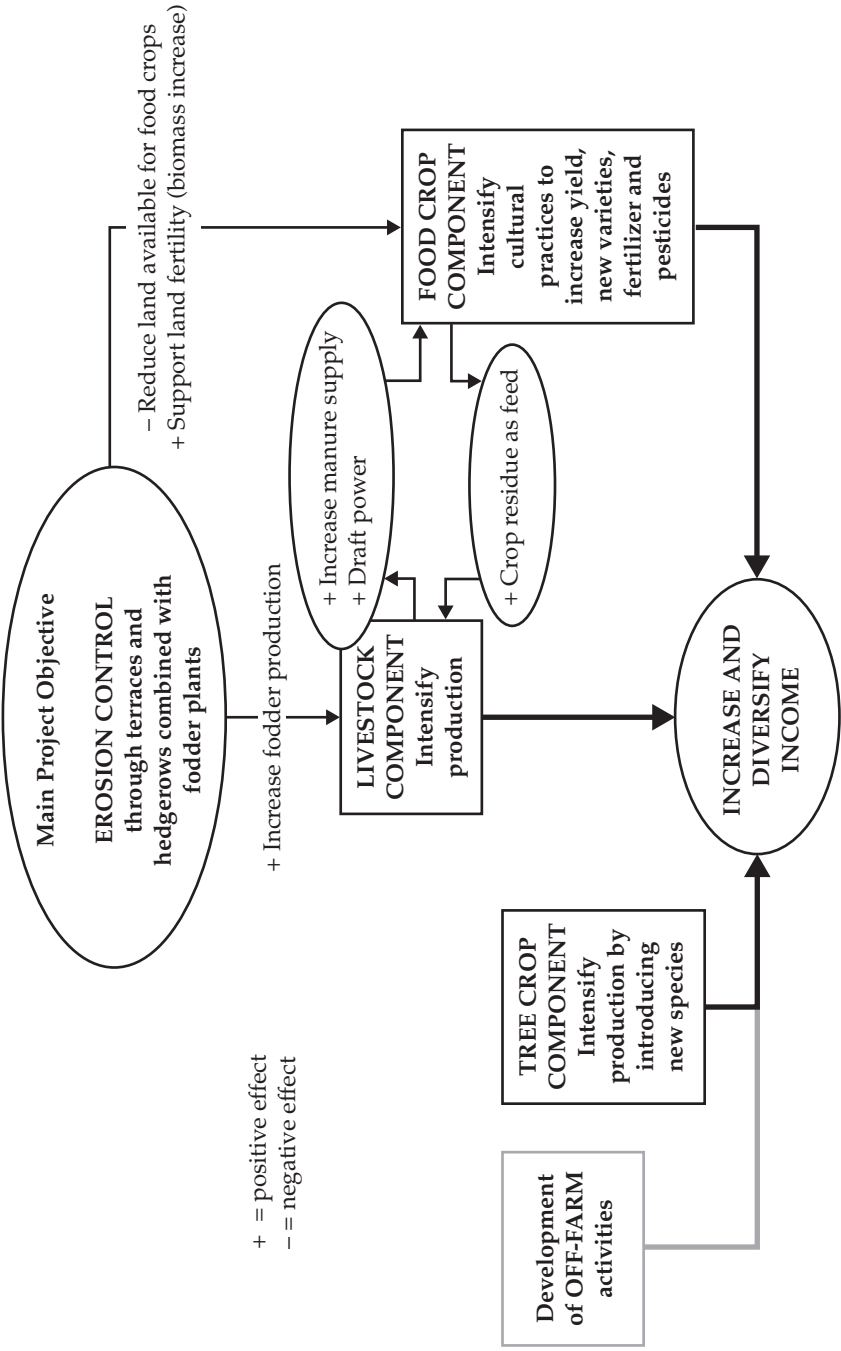 Main Project Objective
EROSION CONTROL
through terraces and
hedgerows combined with
fodder plants
– Reduce land available for food crops
+ Support land fertility (biomass increase)
+ = positive effect
– = negative effect
+ Increase fodder production
+ Increase manure supply
+ Draft power
LIVESTOCK
COMPONENT
Intensify
production
FOOD CROP
COMPONENT
Intensify
cultural
practices to
increase yield,
new varieties,
fertilizer and
pesticides
+ Crop residue as feed
Development
of OFF-FARM
activities
TREE CROP
COMPONENT
Intensify
production by
introducing
new species
INCREASE AND
DIVERSIFY
INCOME